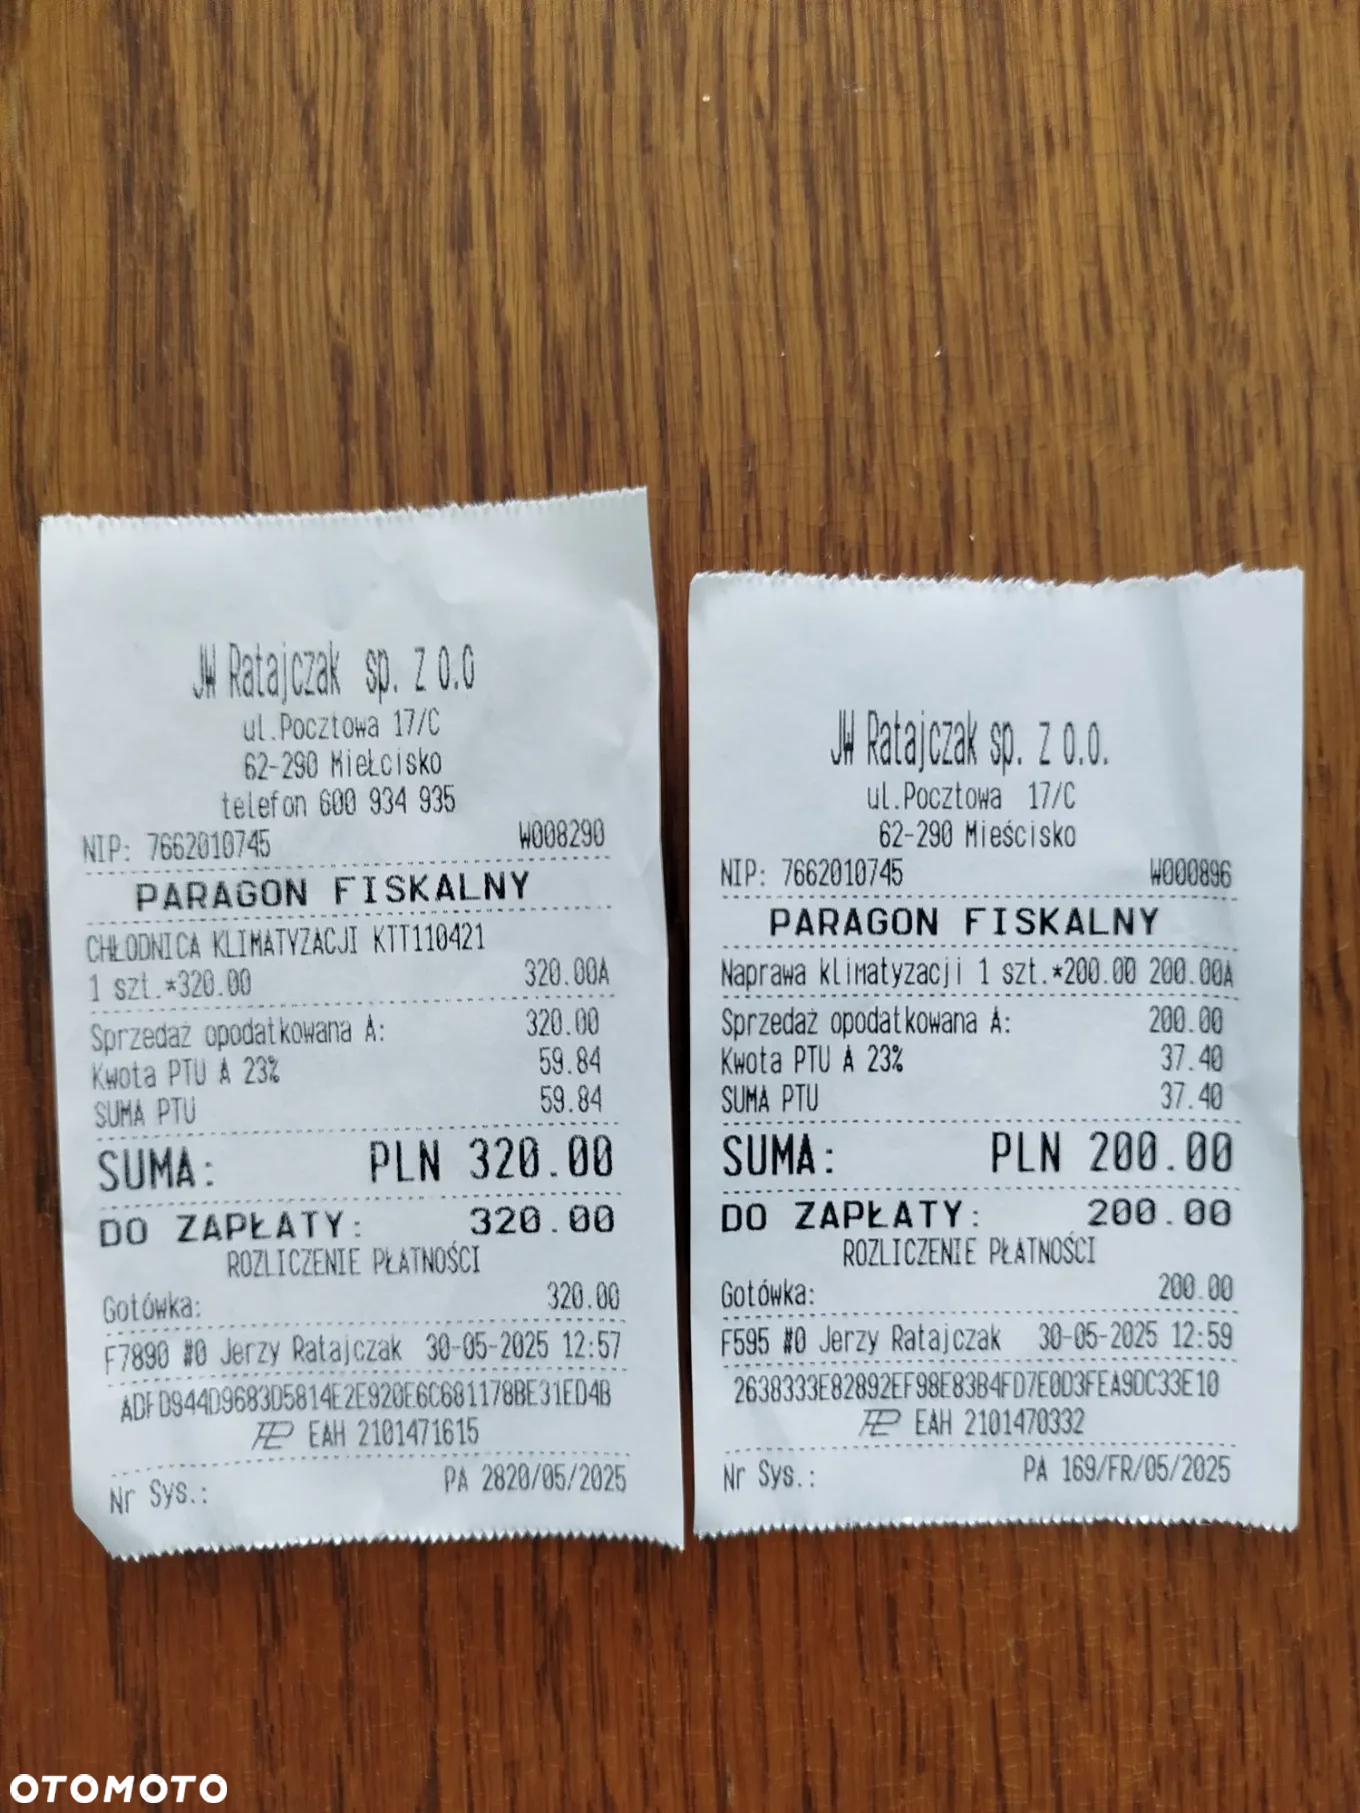 JW Ratajczak sp. z o.o
ul.Pocztowa 17/C
62-290 Miełcisko
telefon 600 934 935
NIP: 7662010745 W008290
PARAGON FISKALNY
CHŁODNICA KLIMATYZACJI KTT110421
1 szt.*320.00 320.00A
Sprzedaż opodatkowana A: 320.00
Kwota PTU A 23% 59.84
SUMA PTU 59.84
SUMA: PLN 320.00
DO ZAPŁATY: 320.00
ROZLICZENIE PŁATNOŚCI
Gotówka: 320.00
F7890 #0 Jerzy Ratajczak 30-05-2025 12:57
ADFD944D9683D5814E2E920E6C681178BE31ED4B
EAH 2101471615
Nr Sys.: PA 2820/05/2025
JW Ratajczak sp. z o.o.
ul.Pocztowa 17/C
62-290 Mieścisko
NIP: 7662010745 W000896
PARAGON FISKALNY
Naprawa klimatyzacji 1 szt.*200.00 200.00A
Sprzedaż opodatkowana A: 200.00
Kwota PTU A 23% 37.40
SUMA PTU 37.40
SUMA: PLN 200.00
DO ZAPŁATY: 200.00
ROZLICZENIE PŁATNOŚCI
Gotówka: 200.00
F595 #0 Jerzy Ratajczak 30-05-2025 12:59
2638333E82892EF98E83B4FD7E0D3FEA9DC33E10
EAH 2101470332
Nr Sys.: PA 169/FR/05/2025
OTOMOTO